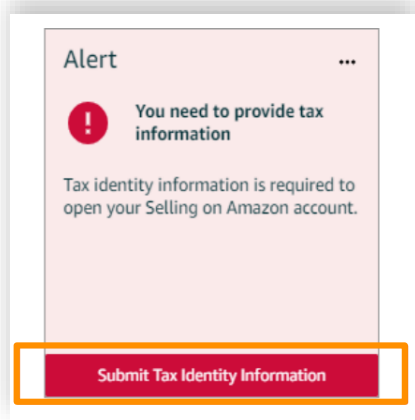 Alert
...
!
You need to provide tax
information
Tax identity information is required to
open your Selling on Amazon account.
Submit Tax Identity Information